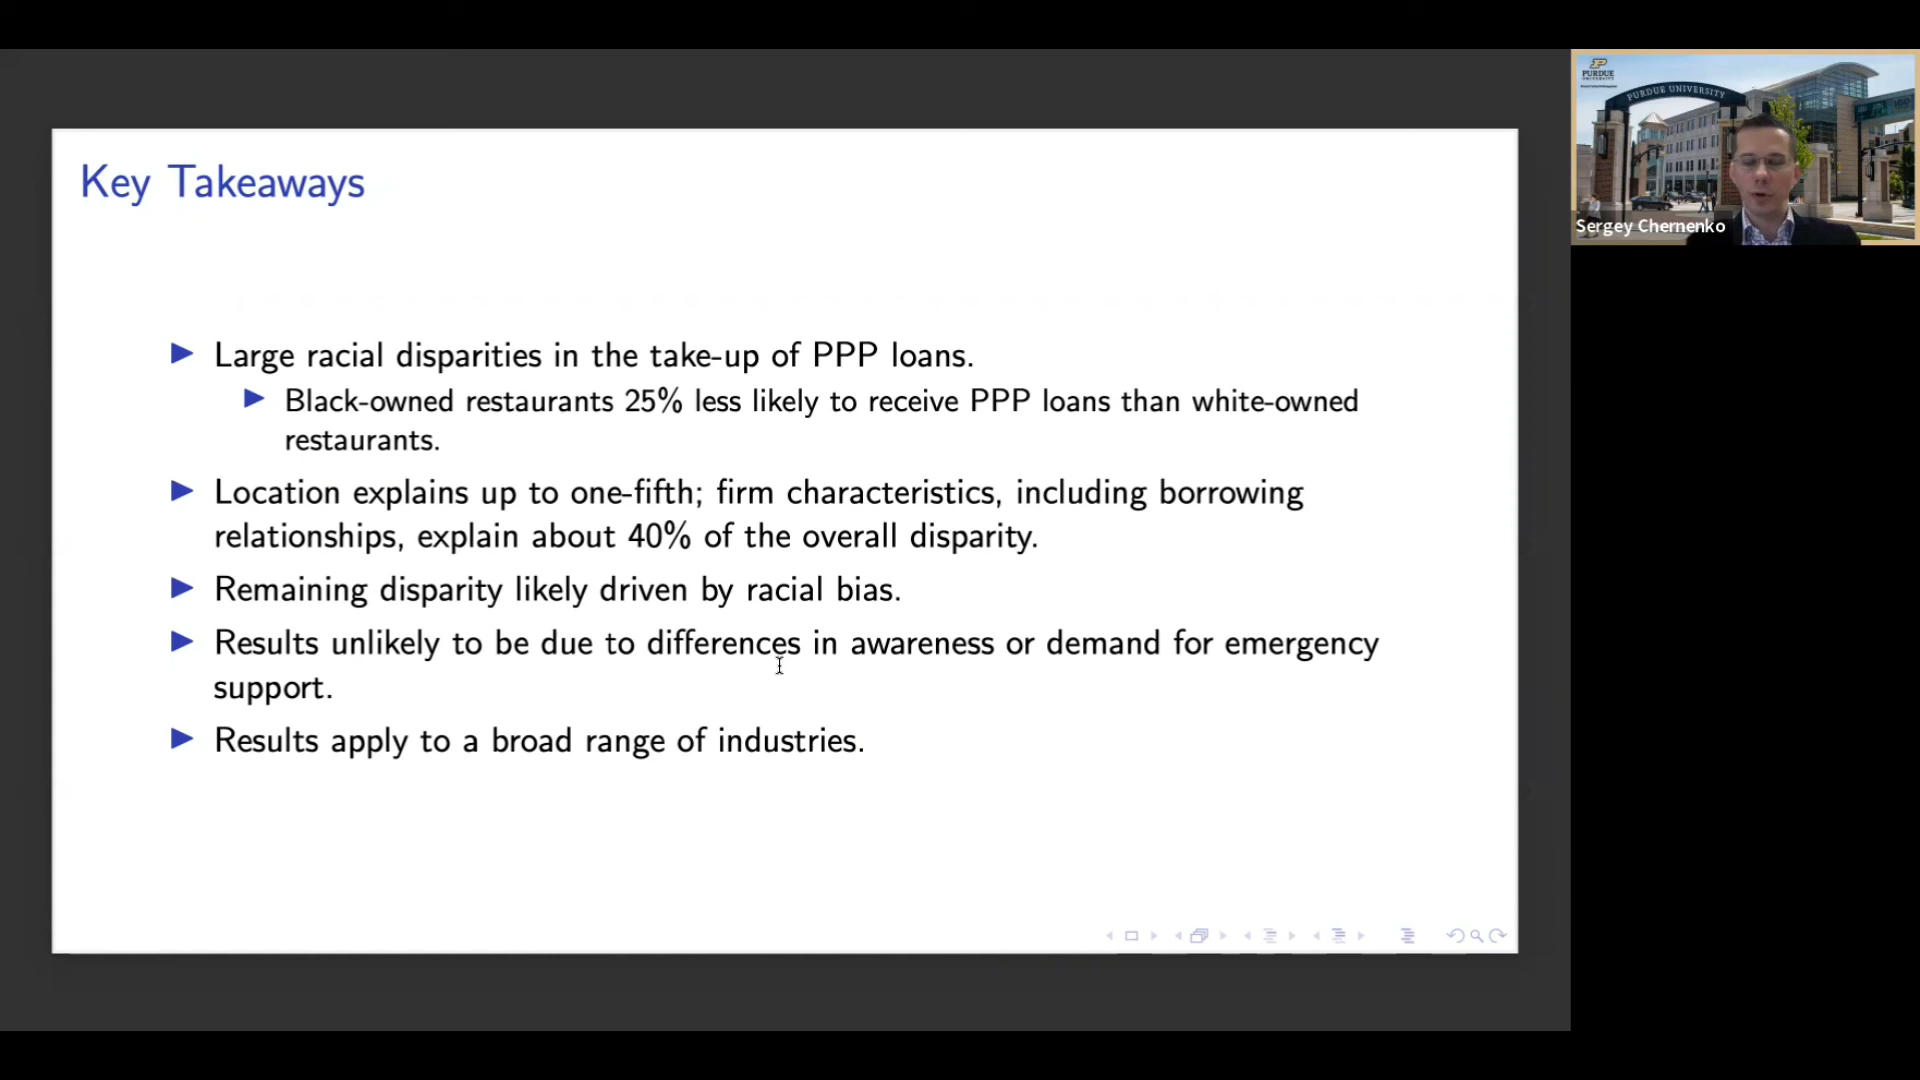 Key Takeaways
Large racial disparities in the take-up of PPP loans.
Black-owned restaurants 25% less likely to receive PPP loans than white-owned
restaurants.
Location explains up to one-fifth; firm characteristics, including borrowing
relationships, explain about 40% of the overall disparity.
Remaining disparity likely driven by racial bias.
Results unlikely to be due to differences in awareness or demand for emergency
support.
Results apply to a broad range of industries.
P
PURDUE
PURDUE UNIVERSITY
Sergey Chernenko